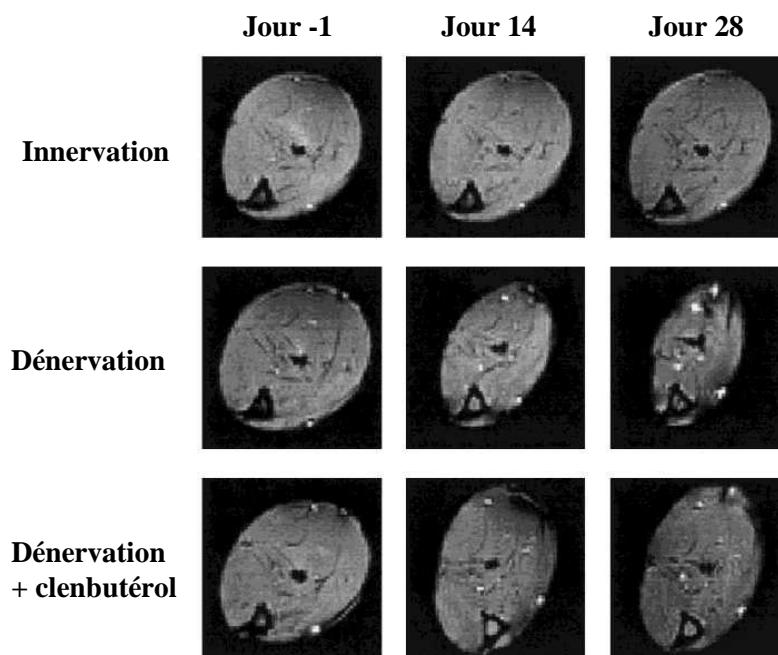 Jour -1 Jour 14 Jour 28
Innervation
Dénervation
Dénervation
+ clenbutérol